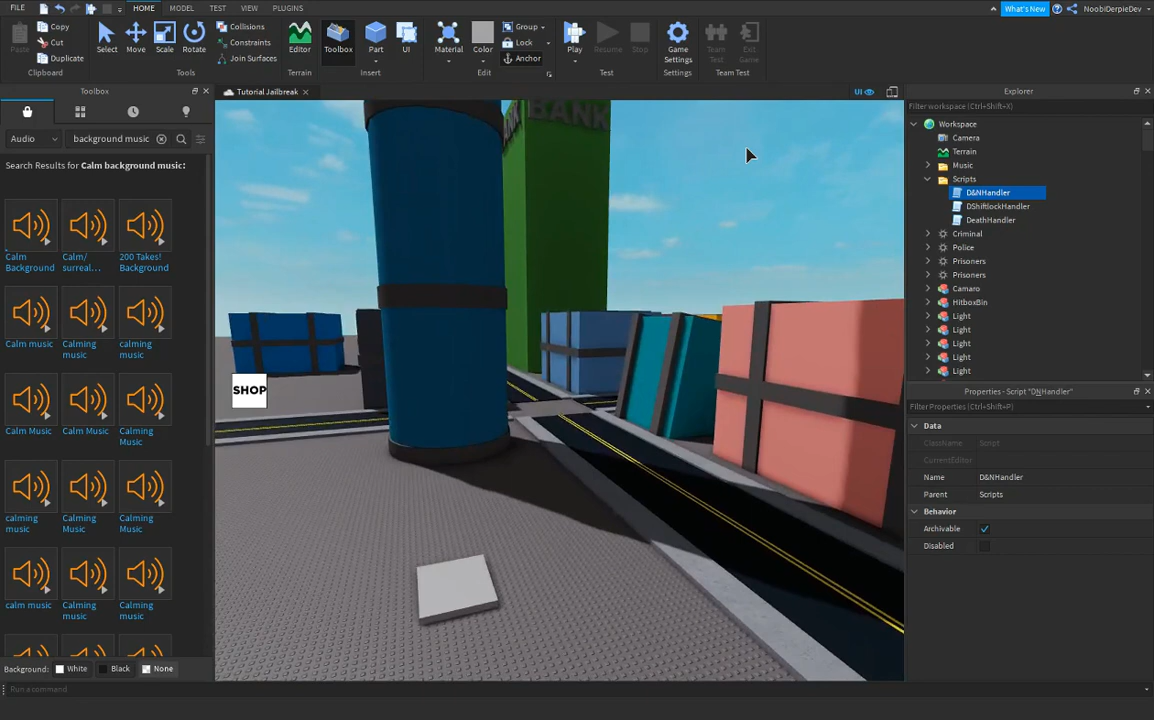 FILE
HOME
MODEL
TEST
VIEW
PLUGINS
What's New
NoobiDerpieDev
Paste
Copy
Cut
Duplicate
Clipboard
Select
Move
Scale
Rotate
Collisions
Constraints
Join Surfaces
Tools
Editor
Terrain
Toolbox
Part
UI
Insert
Material
Color
Group
Lock
Anchor
Edit
Play
Resume
Stop
Test
Game
Settings
Settings
Team
Test
Exit
Game
Team Test
Toolbox
Audio
background music
Search Results for Calm background music:
Calm
Background
Calm/
surreal...
200 Takes!
Background
Calm music
Calming
music
calming
music
Calm Music
Calm Music
Calming
Music
calming
music
Calming
Music
Calming
Music
calm music
Calming
music
Calming
music
Background:
White
Black
None
Run a command
Tutorial Jailbreak
UI
BANK
SHOP
Explorer
Filter workspace (Ctrl+Shift+X)
Workspace
Camera
Terrain
Music
Scripts
D&NHandler
DShiftlockHandler
DeathHandler
Criminal
Police
Prisoners
Prisoners
Camaro
HitboxBin
Light
Light
Light
Light
Light
Properties - Script "D_NHandler"
Filter Properties (Ctrl+Shift+P)
Data
ClassName
Script
CurrentEditor
Name
D&NHandler
Parent
Scripts
Behavior
Archivable
Disabled